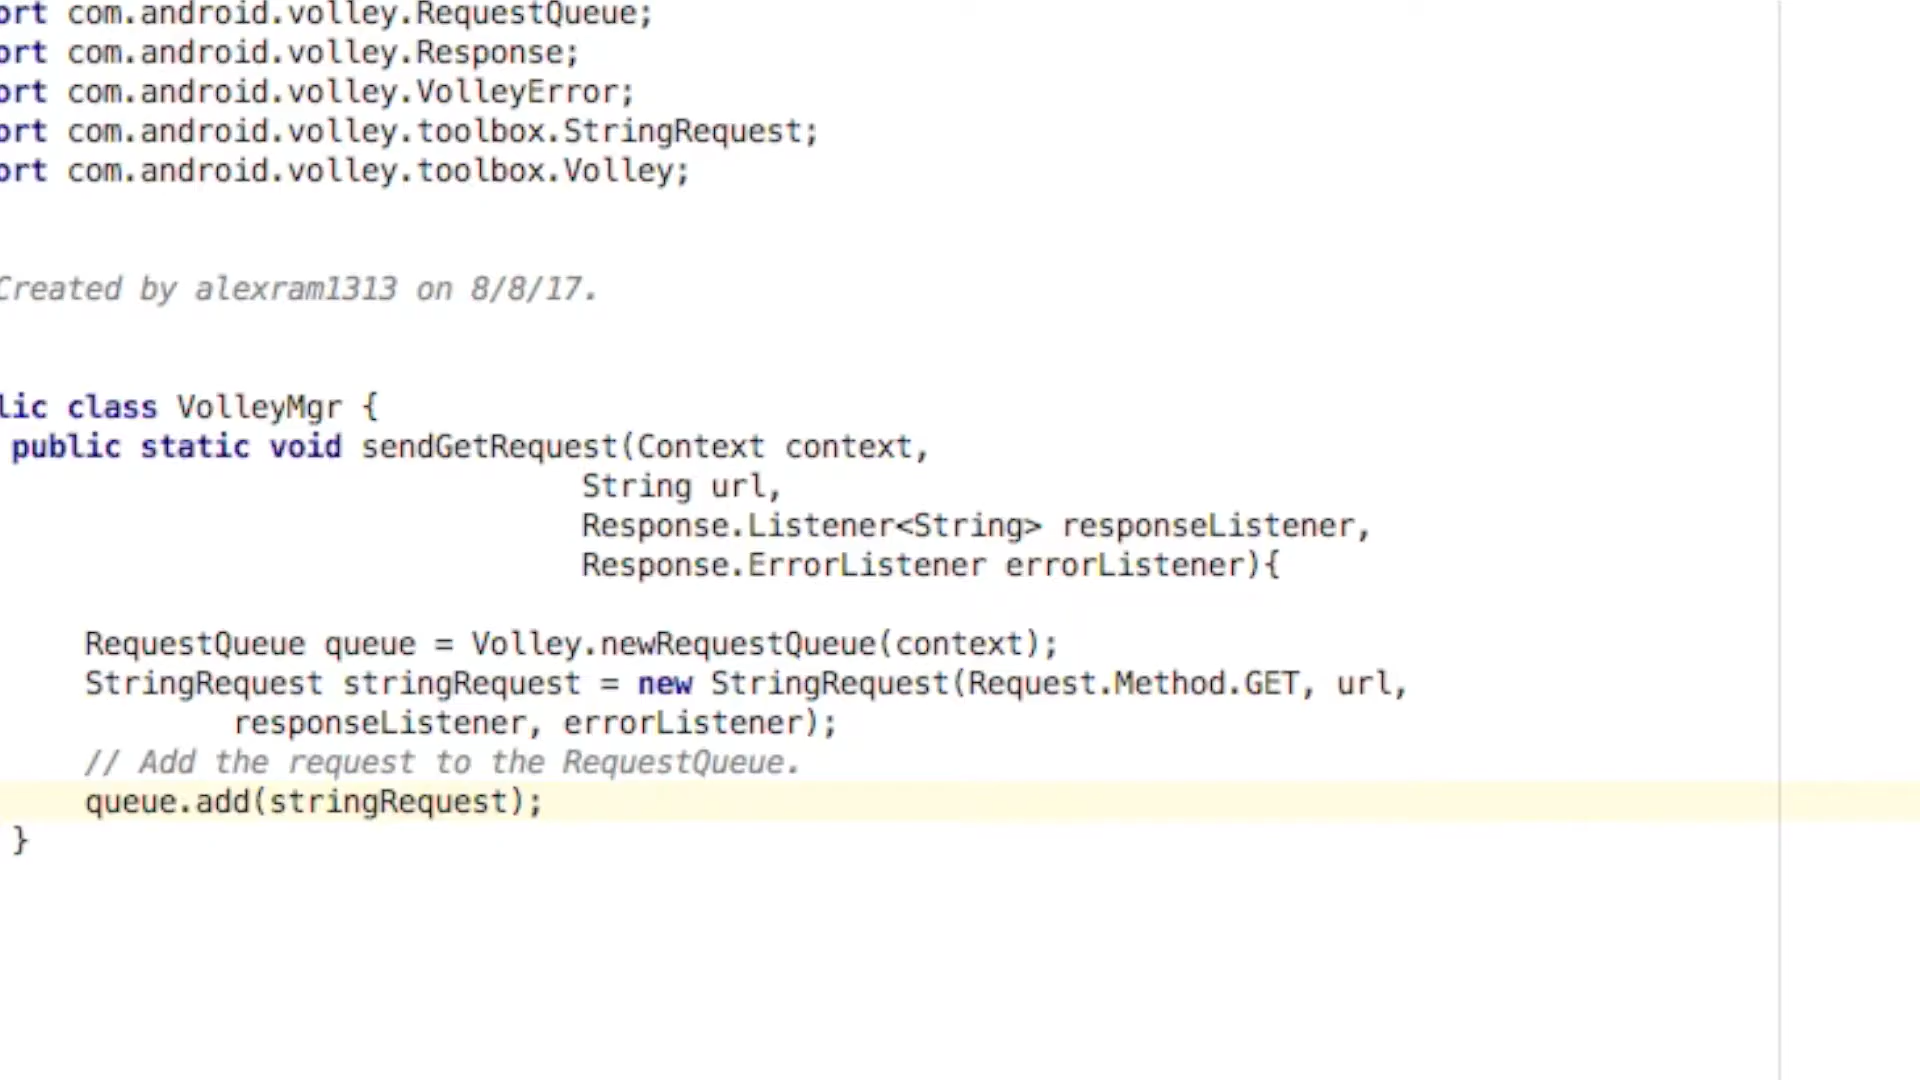 ort com.android.volley.RequestQueue;
ort com.android.volley.Response;
ort com.android.volley.VolleyError;
ort com.android.volley.toolbox.StringRequest;
ort com.android.volley.toolbox.Volley;
Created by alexram1313 on 8/8/17.
lic class VolleyMgr {
public static void sendGetRequest(Context context,
String url,
Response.Listener<String> responseListener,
Response.ErrorListener errorListener){
RequestQueue queue = Volley.newRequestQueue(context);
StringRequest stringRequest = new StringRequest(Request.Method.GET, url,
responseListener, errorListener);
// Add the request to the RequestQueue.
queue.add(stringRequest);
}